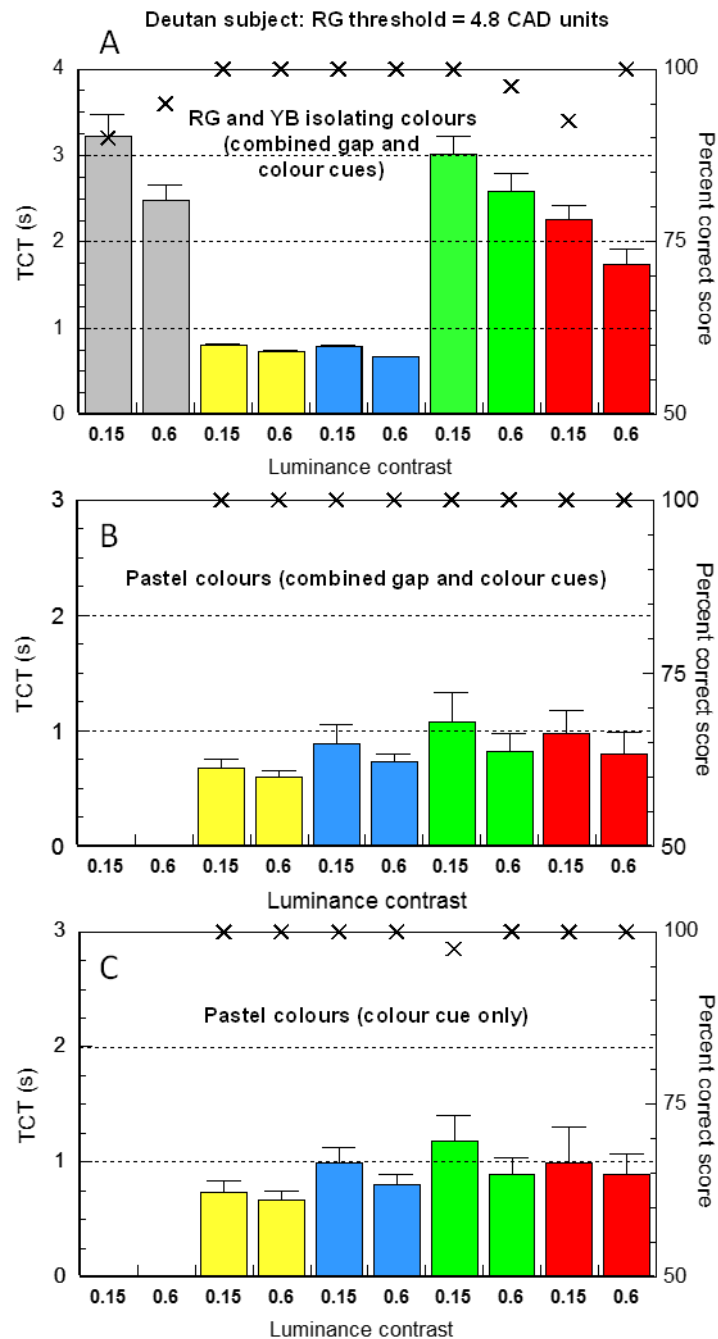 Deutan subject: RG threshold = 4.8 CAD units
A
4
100
RG and YB isolating colours
(combined gap and
colour cues)
3
TCT (s)
2
75
Percent correct score
1
0
50
0.15 0.6 0.15 0.6 0.15 0.6 0.15 0.6 0.15 0.6
Luminance contrast
3
100
B
Pastel colours (combined gap and colour cues)
2
TCT (s)
75
Percent correct score
1
0
50
0.15 0.6 0.15 0.6 0.15 0.6 0.15 0.6 0.15 0.6
Luminance contrast
3
100
C
Pastel colours (colour cue only)
2
TCT (s)
75
Percent correct score
1
0
50
0.15 0.6 0.15 0.6 0.15 0.6 0.15 0.6 0.15 0.6
Luminance contrast